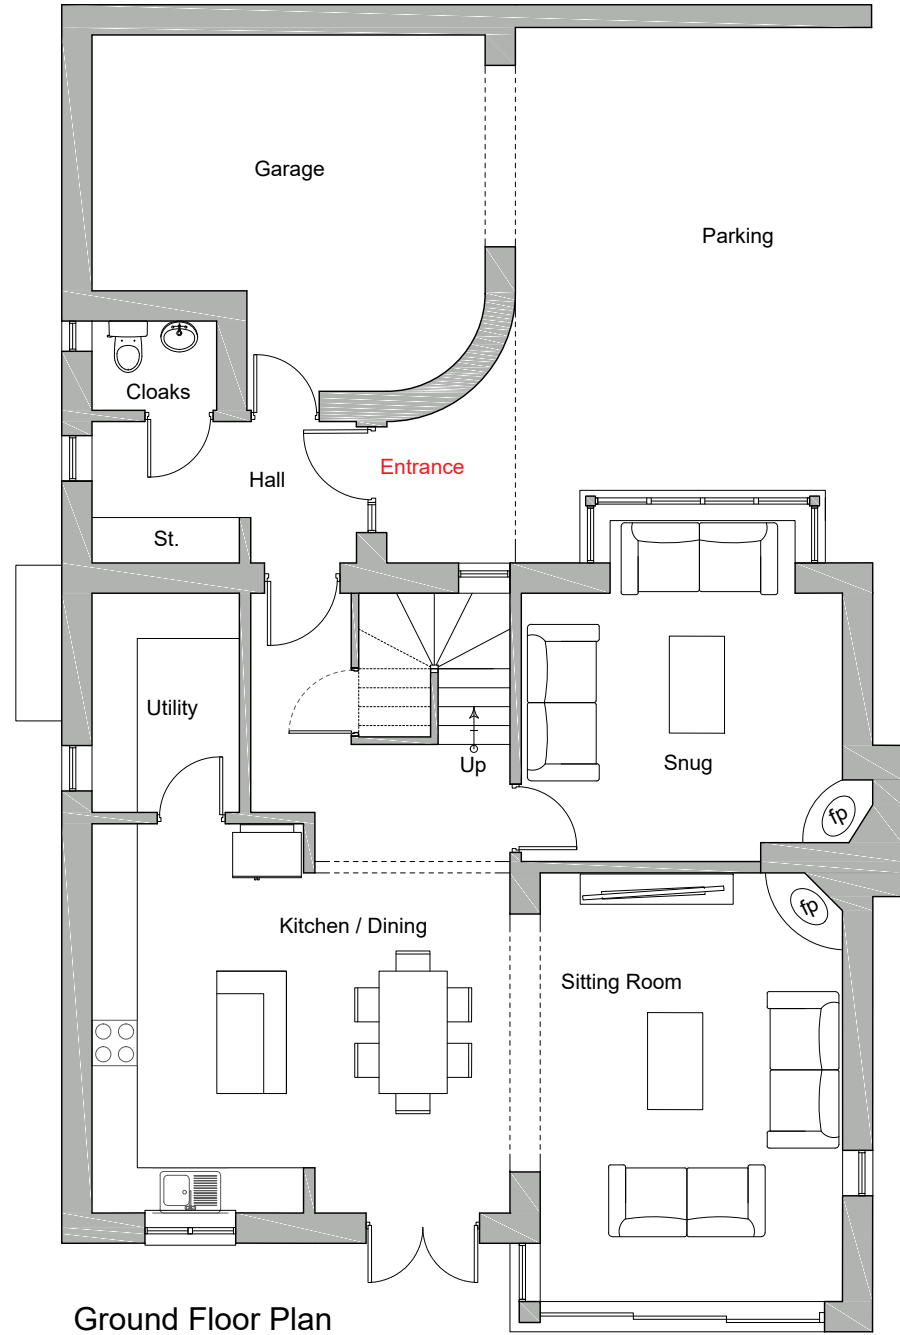 Garage
Parking
Cloaks
Entrance
Hall
St.
Utility
Up
Snug
fp
fp
Kitchen / Dining
Sitting Room
Ground Floor Plan